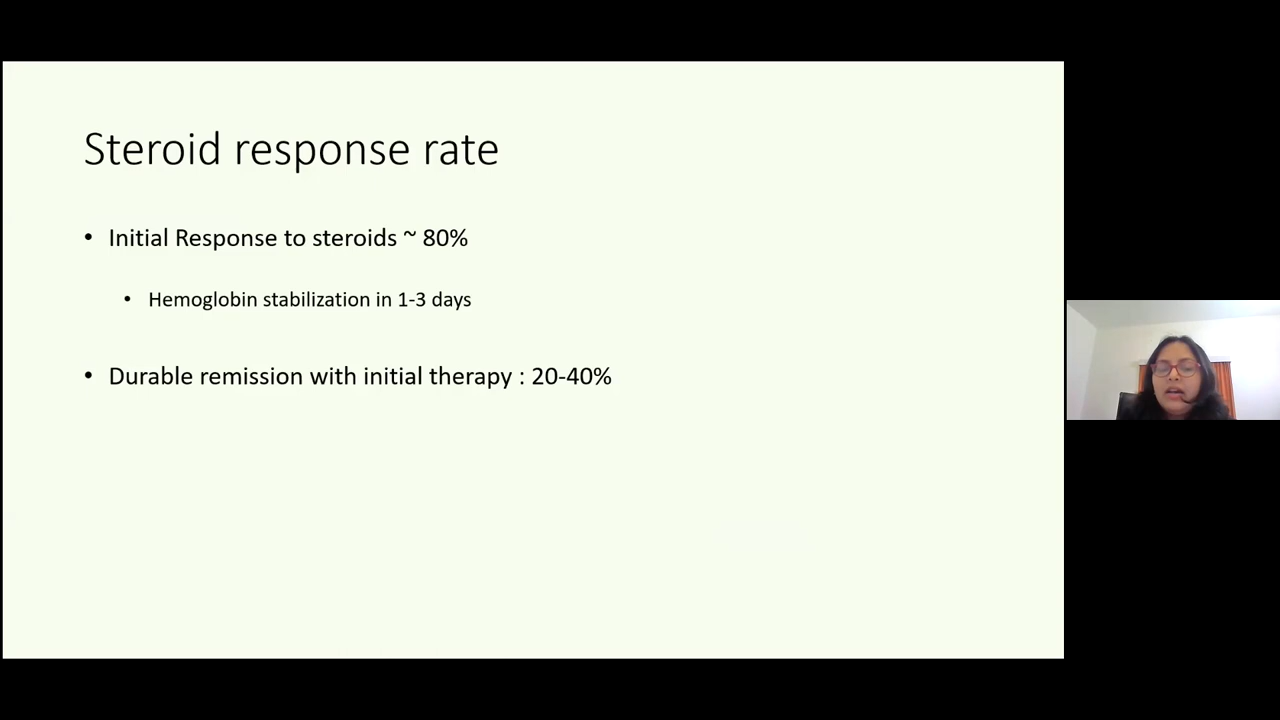 Steroid response rate
• Initial Response to steroids ~ 80%
• Hemoglobin stabilization in 1-3 days
• Durable remission with initial therapy : 20-40%